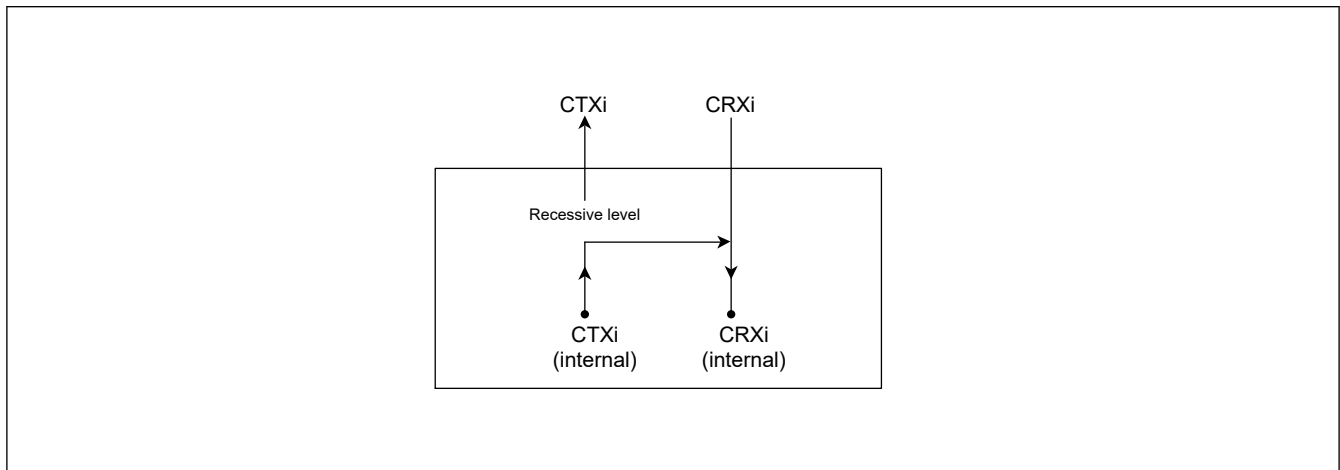 CTXi
CRXi
Recessive level
CTXi
(internal)
CRXi
(internal)